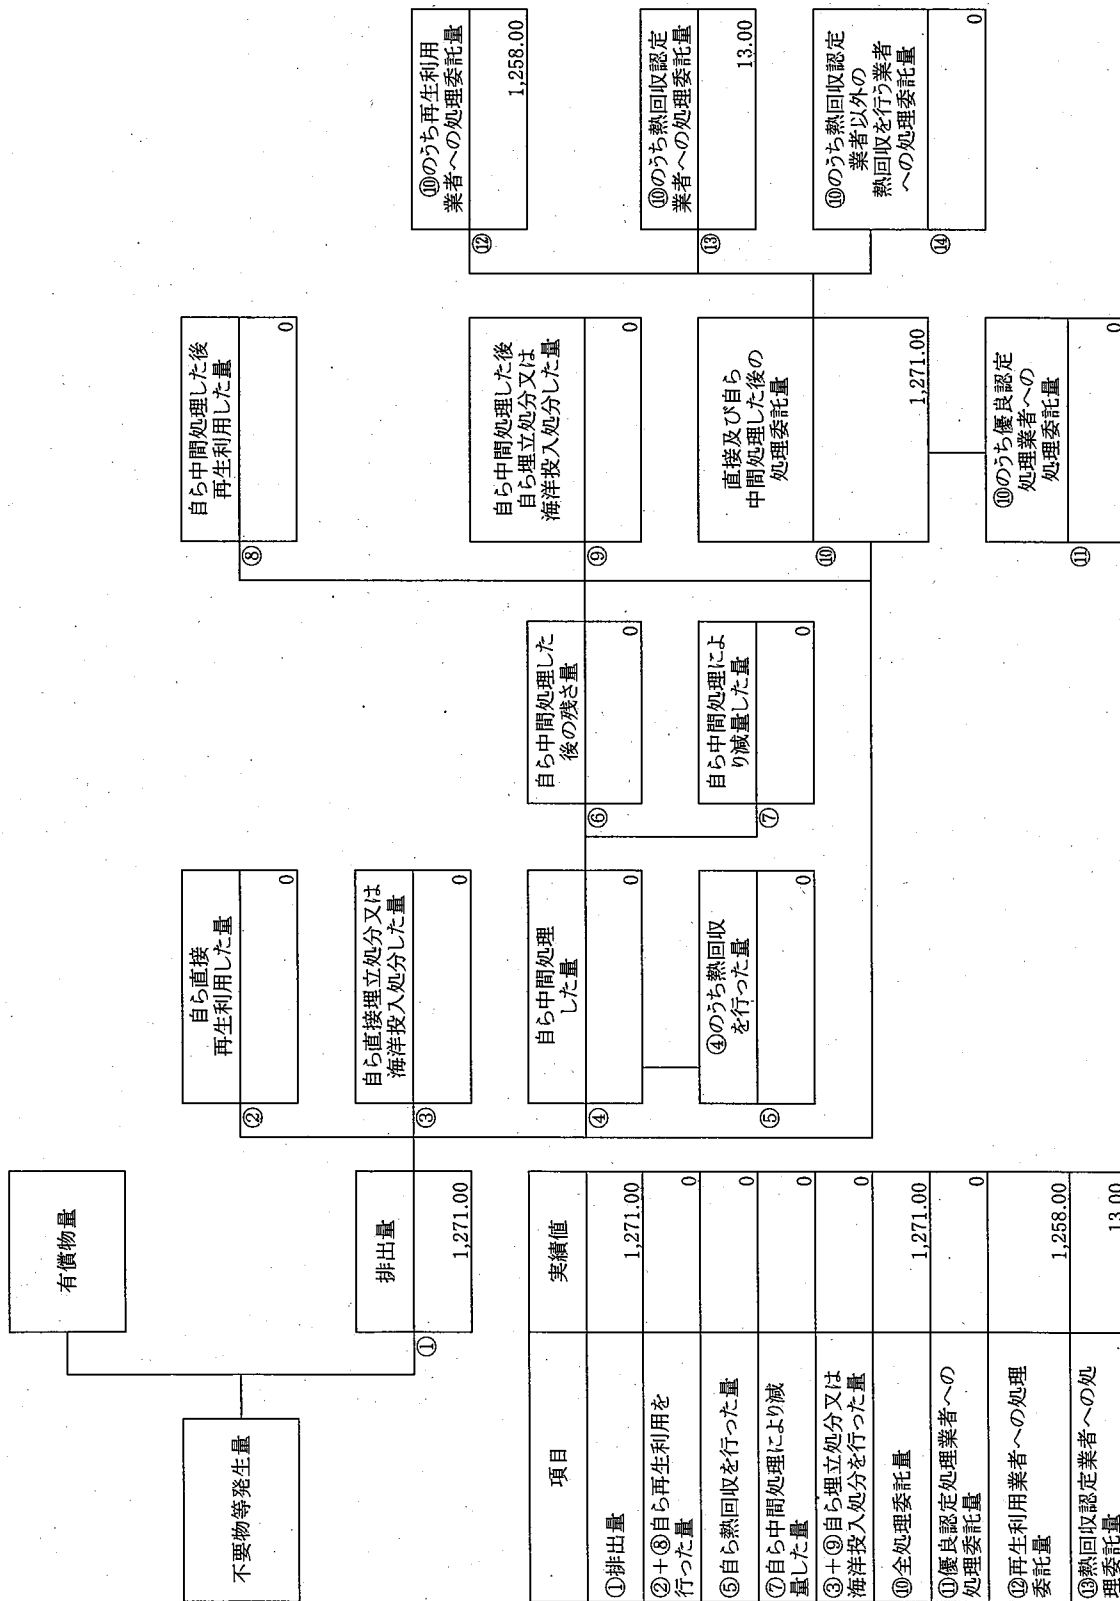 不要物等発生量
有償物量
排出量
①
1,271.00
自ら直接
再生利用した量
②
0
自ら直接埋立処分又は
海洋投入処分した量
③
0
自ら中間処理
した量
④
0
④のうち熱回収
を行った量
⑤
0
自ら中間処理した
後の残さ量
⑥
0
自ら中間処理によ
り減量した量
⑦
0
自ら中間処理した後
再生利用した量
⑧
0
自ら中間処理した後
自ら埋立処分又は
海洋投入処分した量
⑨
0
直接及び自ら
中間処理した後の
処理委託量
⑩
1,271.00
⑩のうち優良認定
処理業者への
処理委託量
⑪
0
⑩のうち再生利用
業者への処理委託量
⑫
1,258.00
⑩のうち熱回収認定
業者への処理委託量
⑬
13.00
⑩のうち熱回収認定
業者以外の
熱回収を行う業者
への処理委託量
⑭
0
項目 実績値
①排出量 1,271.00
②+⑧自ら再生利用を
行った量 0
⑤自ら熱回収を行った量 0
⑦自ら中間処理により減
量した量 0
③+⑨自ら埋立処分又は
海洋投入処分を行った量 0
⑩全処理委託量 1,271.00
⑪優良認定処理業者への
処理委託量 0
⑫再生利用業者への処理
委託量 1,258.00
⑬熱回収認定業者への処
理委託量 13.00